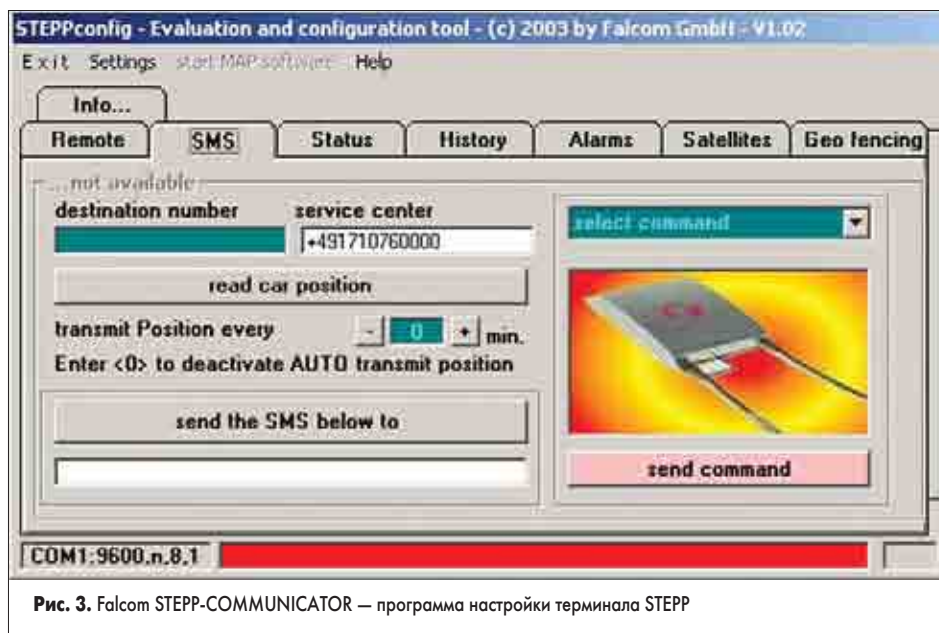 STEPPconfig - Evaluation and configuration tool - (c) 2003 by Falcom GmbH - V1.02
Exit Settings start MAP software Help
Info...
Remote SMS Status History Alarms Satellites Geo fencing
...not available
destination number service center
select command
+491710760000
read car position
transmit Position every - 0 + min.
Enter <0> to deactivate AUTO transmit position
send the SMS below to
send command
COM1:9600,n,8,1
Рис. 3. Falcom STEPP-COMMUNICATOR — программа настройки терминала STEPP